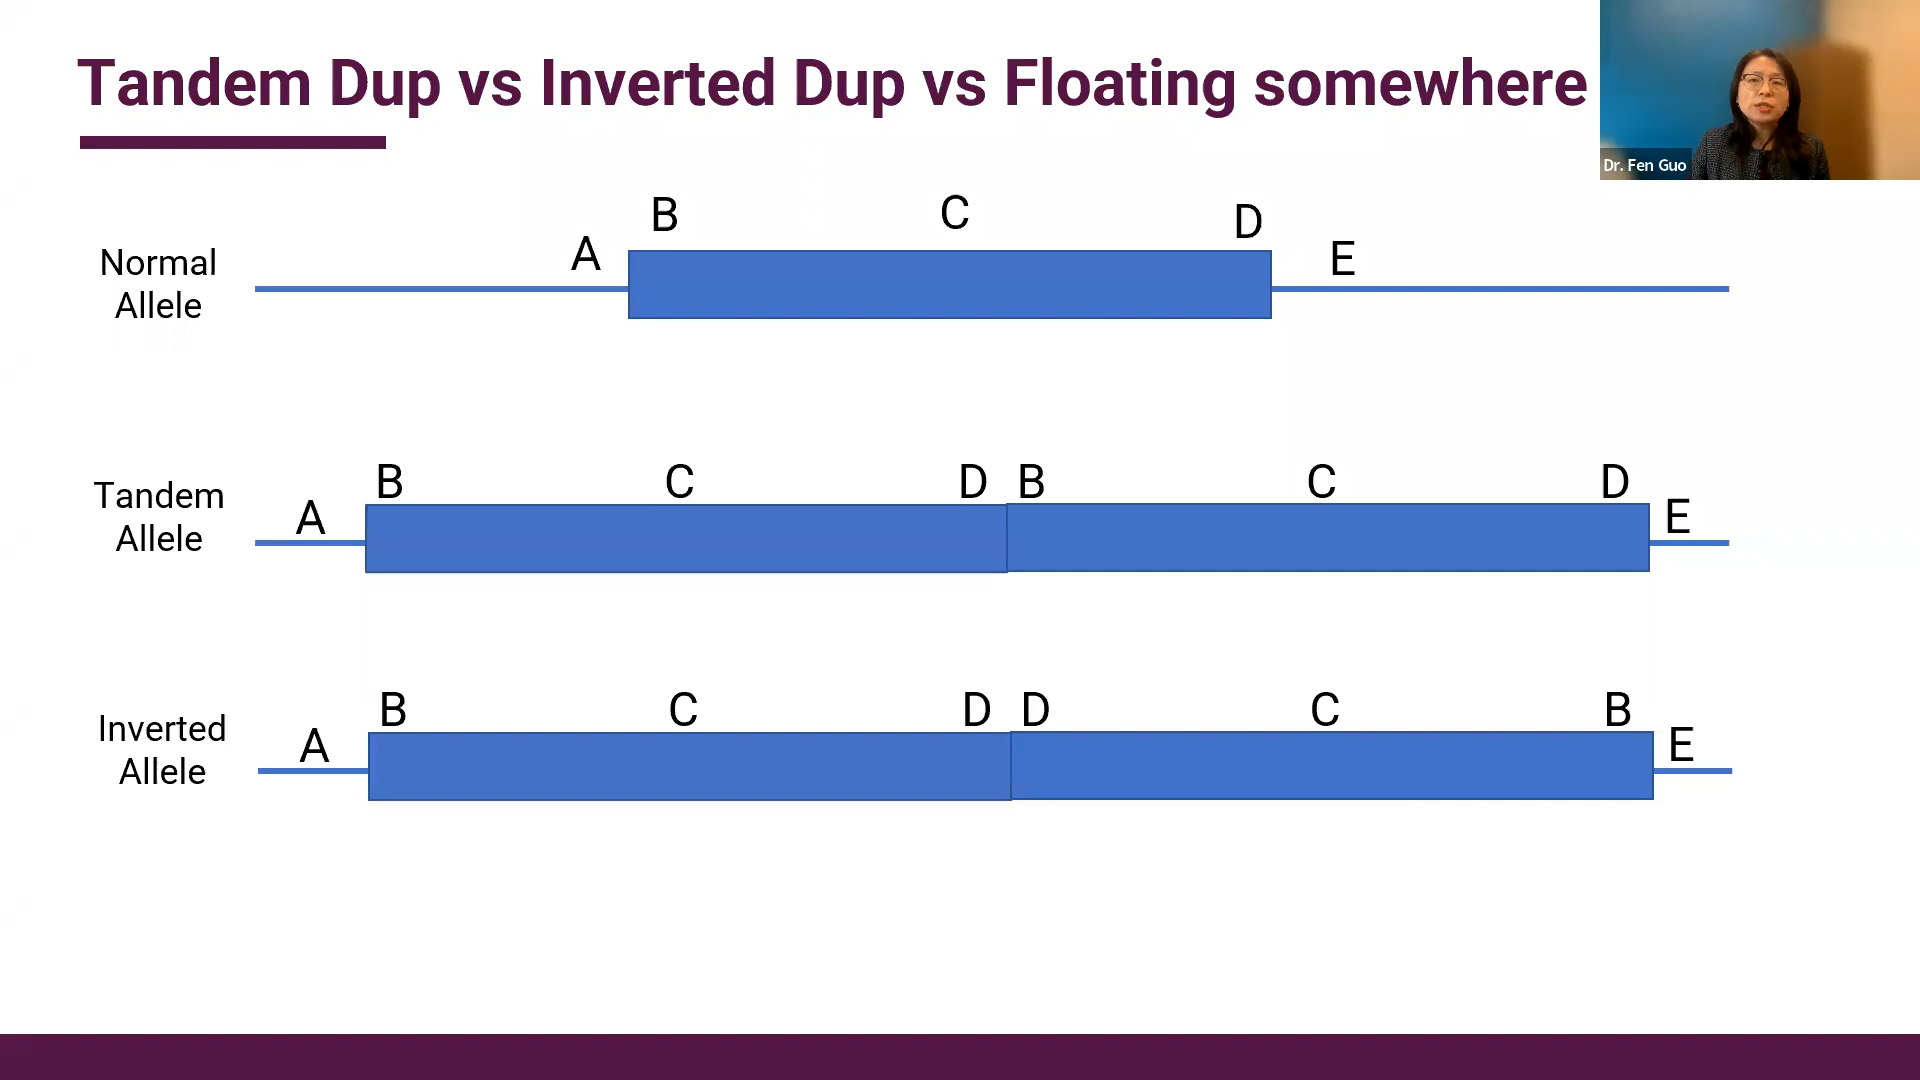 Tandem Dup vs Inverted Dup vs Floating somewhere
Dr. Fen Guo
B C D
A E
Normal
Allele
B C D B C D
A E
Tandem
Allele
B C D D C B
A E
Inverted
Allele